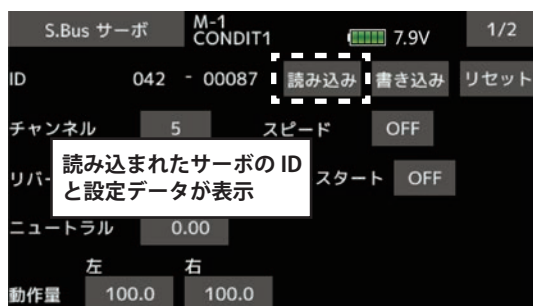 S.Bus サーボ M-1 CONDIT1 7.9V 1/2
ID 042 - 00087 読み込み 書き込み リセット
チャンネル 5 スピード OFF
読み込まれたサーボの ID
と設定データが表示
リバー スタート OFF
ニュートラル 0.00
左 右
動作量 100.0 100.0